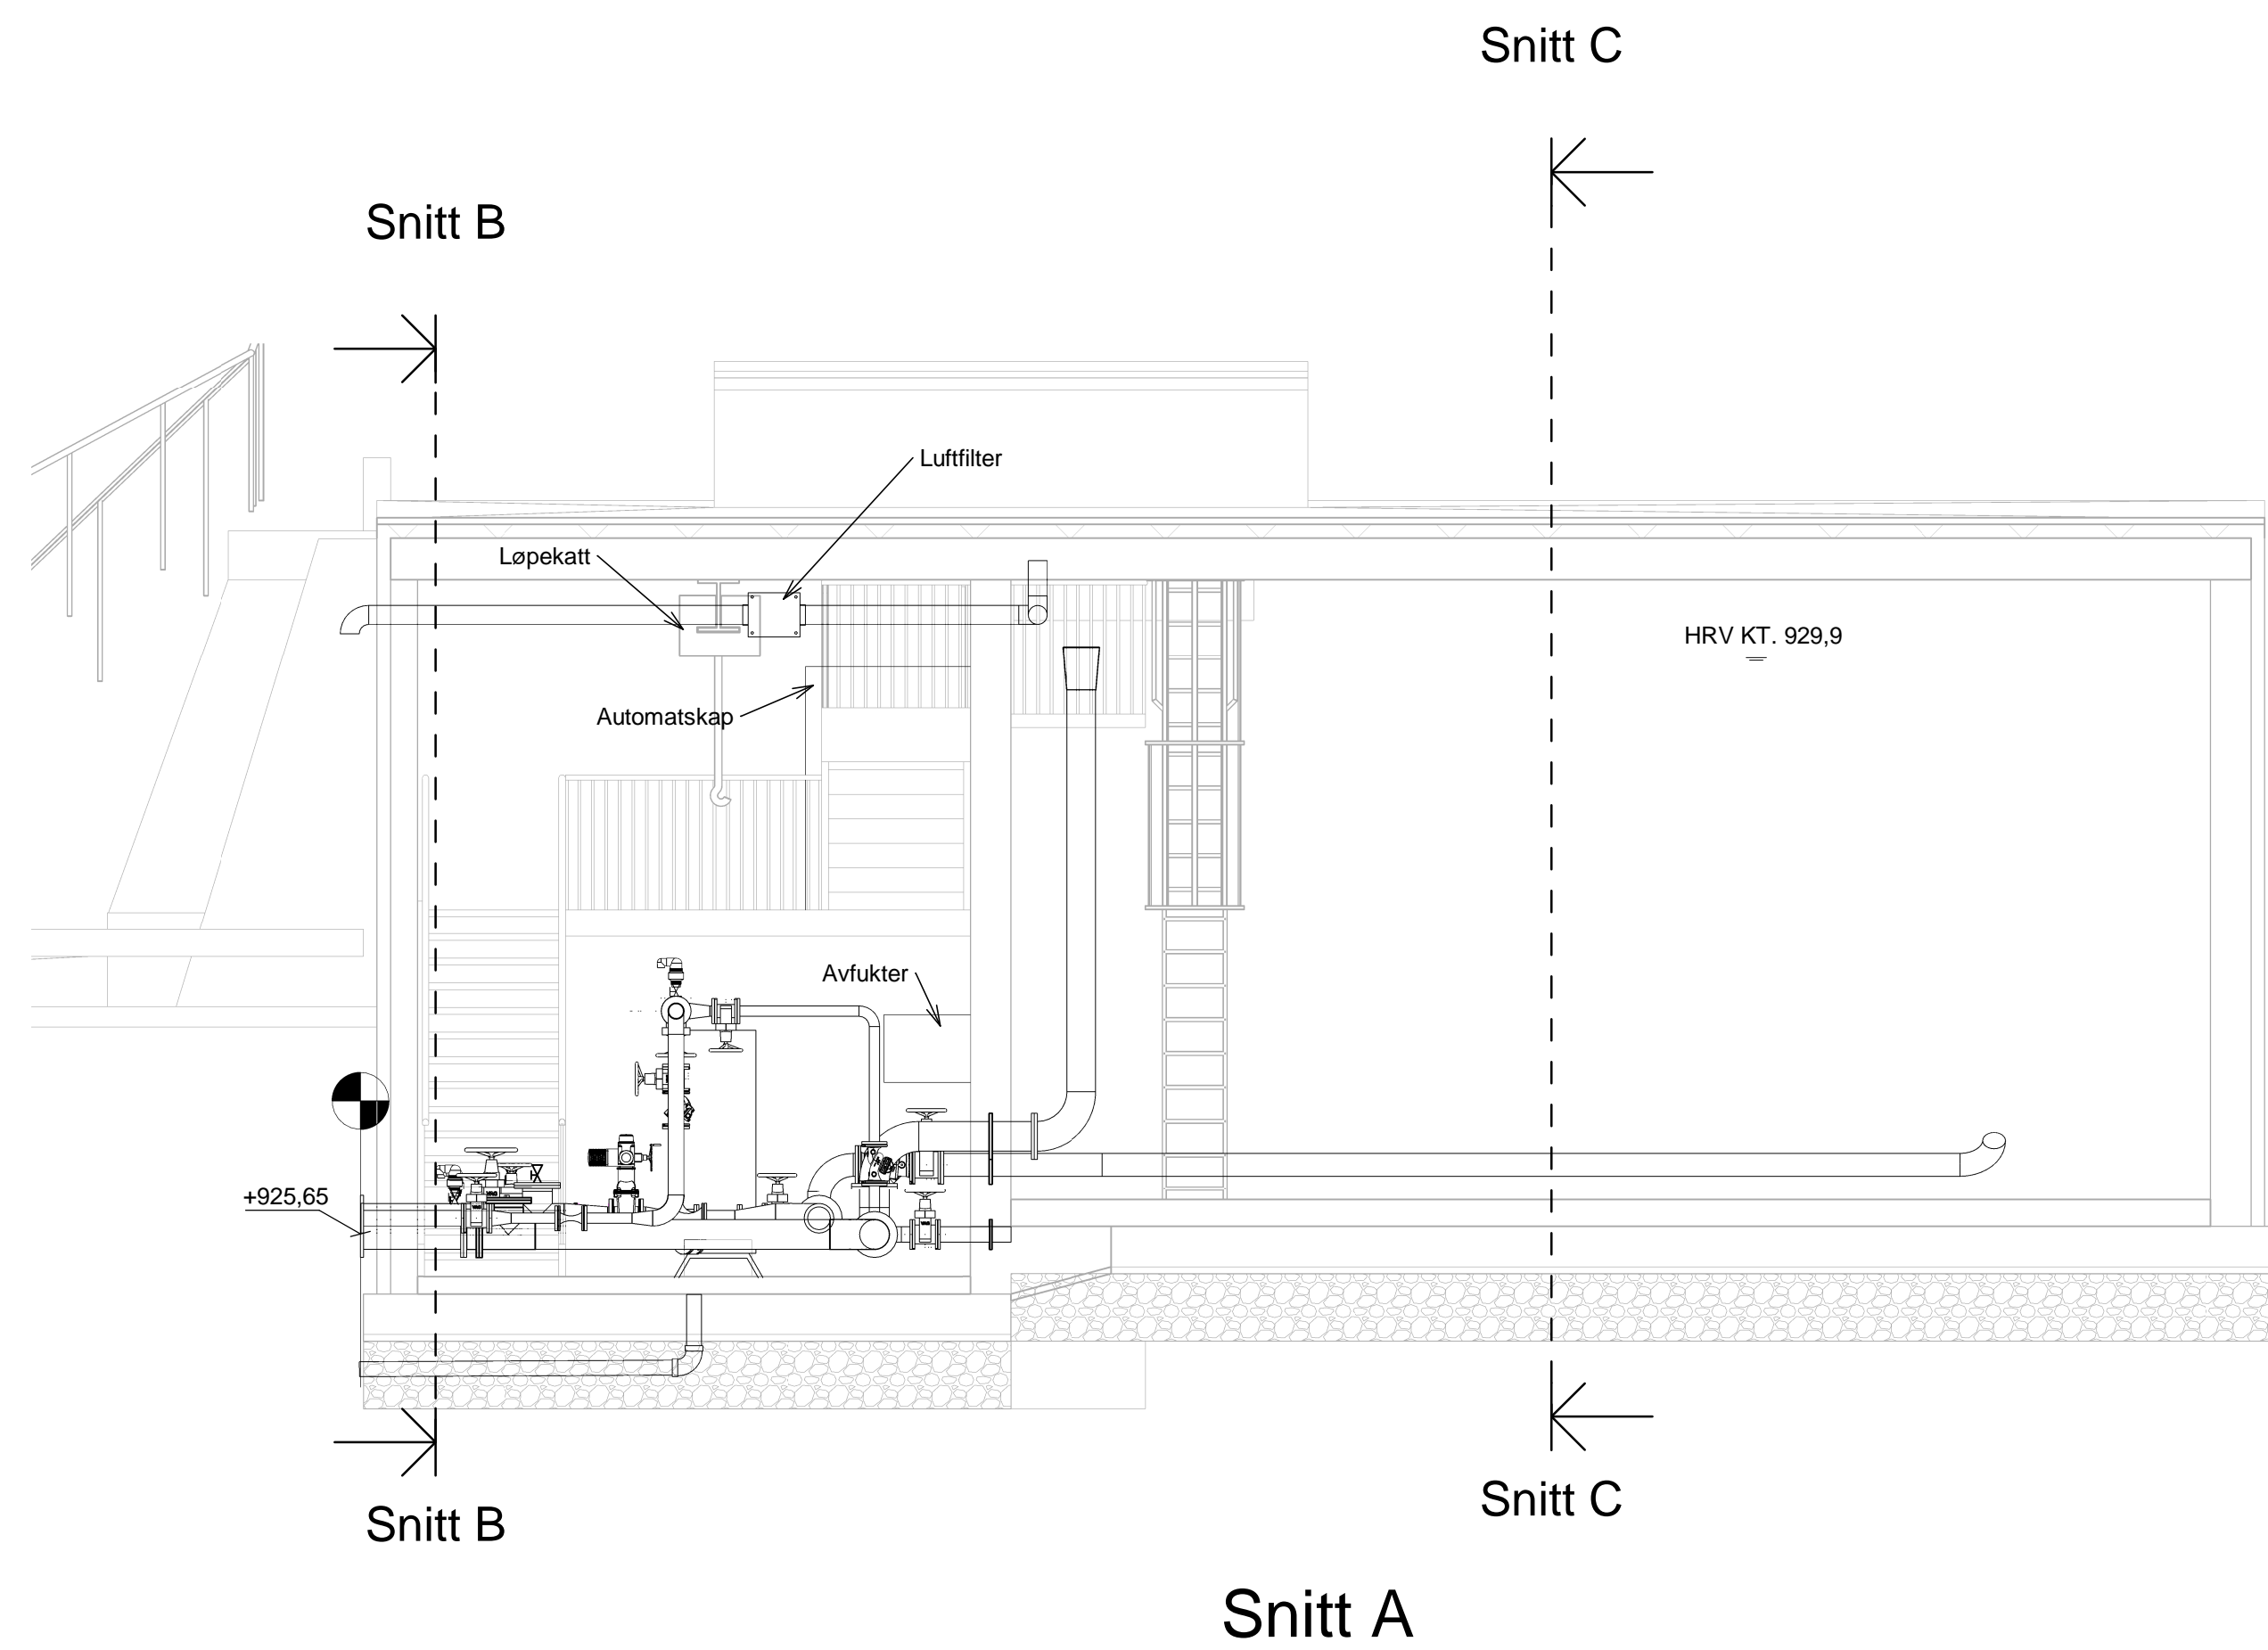 Snitt C
Snitt B
Luftfilter
Løpekatt
HRV KT. 929,9
Automatskap
Avfukter
+925,65
Snitt C
Snitt B
Snitt A